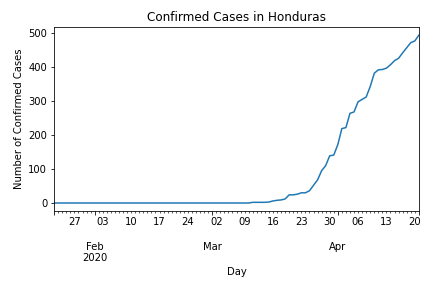 Confirmed Cases in Honduras
Number of Confirmed Cases
500
400
300
200
100
0
27 03 10 17 24 02 09 16 23 30 06 13 20
Feb Mar Apr
2020
Day